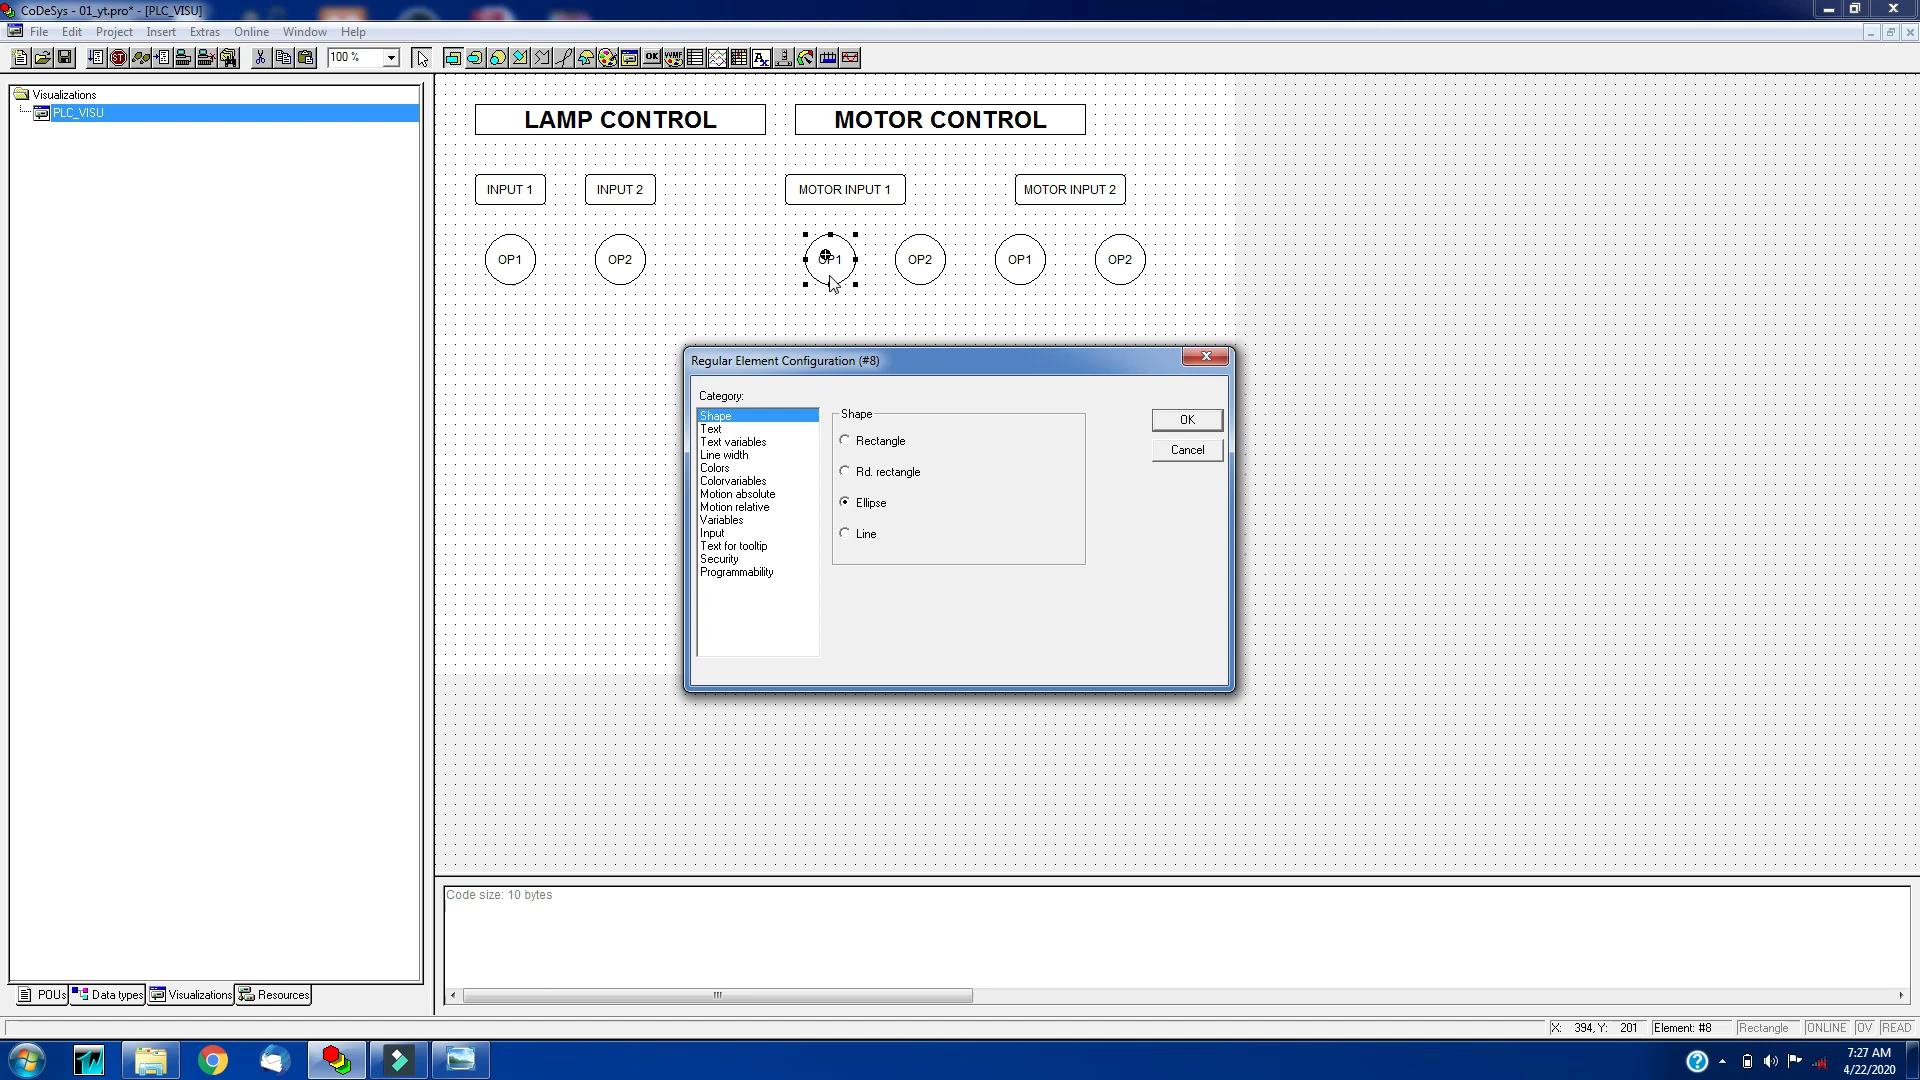 CoDeSys - 01_yt.pro* - [PLC_VISU]
File Edit Project Insert Extras Online Window Help
100 %
Visualizations
PLC_VISU
LAMP CONTROL
MOTOR CONTROL
INPUT 1
INPUT 2
MOTOR INPUT 1
MOTOR INPUT 2
OP1
OP2
OP1
OP2
OP1
OP2
Regular Element Configuration (#8)
Category:
Shape
Text
Text variables
Line width
Colors
Colorvariables
Motion absolute
Motion relative
Variables
Input
Text for tooltip
Security
Programmability
Shape
Rectangle
Rd. rectangle
Ellipse
Line
OK
Cancel
Code size: 10 bytes
POUs Data types Visualizations Resources
X: 394, Y: 201 Element: #8 Rectangle ONLINE OV READ
7:27 AM
4/22/2020